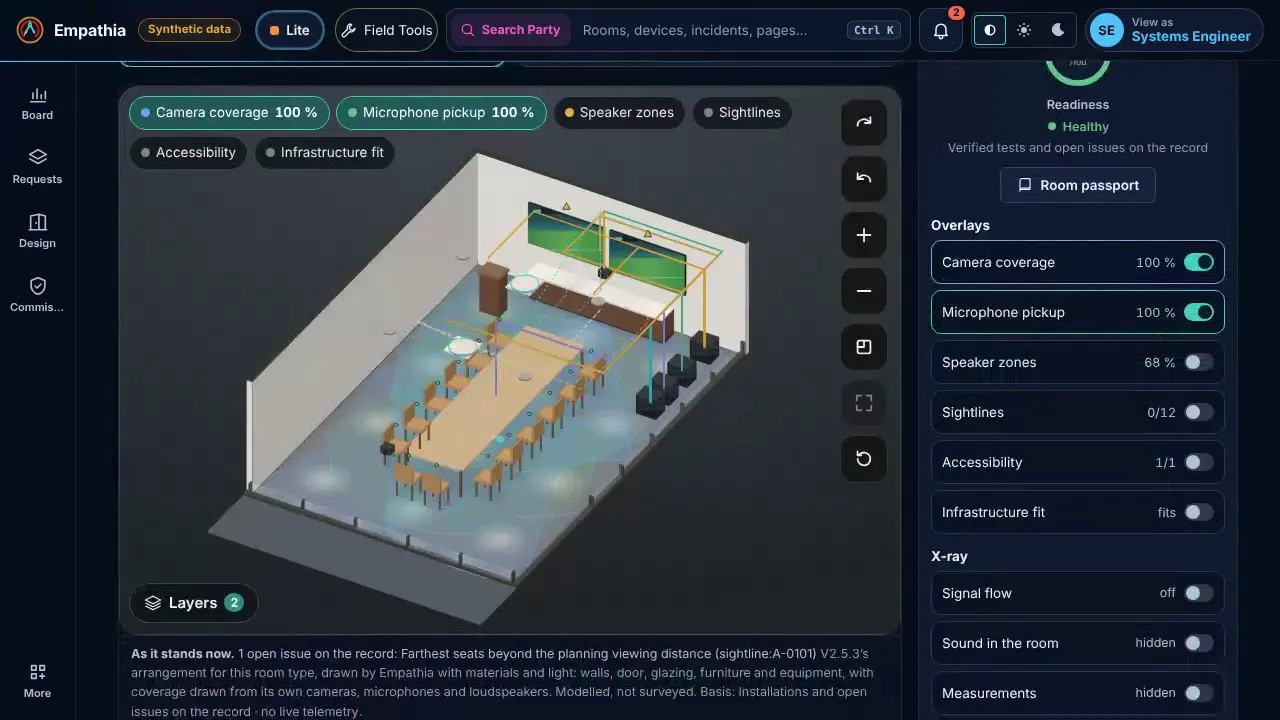 Empathia
Synthetic data
Lite
Field Tools
Search Party
Rooms, devices, incidents, pages...
Ctrl K
2
SE
View as
Systems Engineer
Board
Requests
Design
Commis...
More
Camera coverage 100 %
Microphone pickup 100 %
Speaker zones
Sightlines
Accessibility
Infrastructure fit
Layers 2
As it stands now. 1 open issue on the record: Farthest seats beyond the planning viewing distance (sightline:A-0101) V2.5.3's
arrangement for this room type, drawn by Empathia with materials and light: walls, door, glazing, furniture and equipment, with
coverage drawn from its own cameras, microphones and loudspeakers. Modelled, not surveyed. Basis: Installations and open
issues on the record · no live telemetry.
/100
Readiness
Healthy
Verified tests and open issues on the record
Room passport
Overlays
Camera coverage 100 %
Microphone pickup 100 %
Speaker zones 68 %
Sightlines 0/12
Accessibility 1/1
Infrastructure fit fits
X-ray
Signal flow off
Sound in the room hidden
Measurements hidden